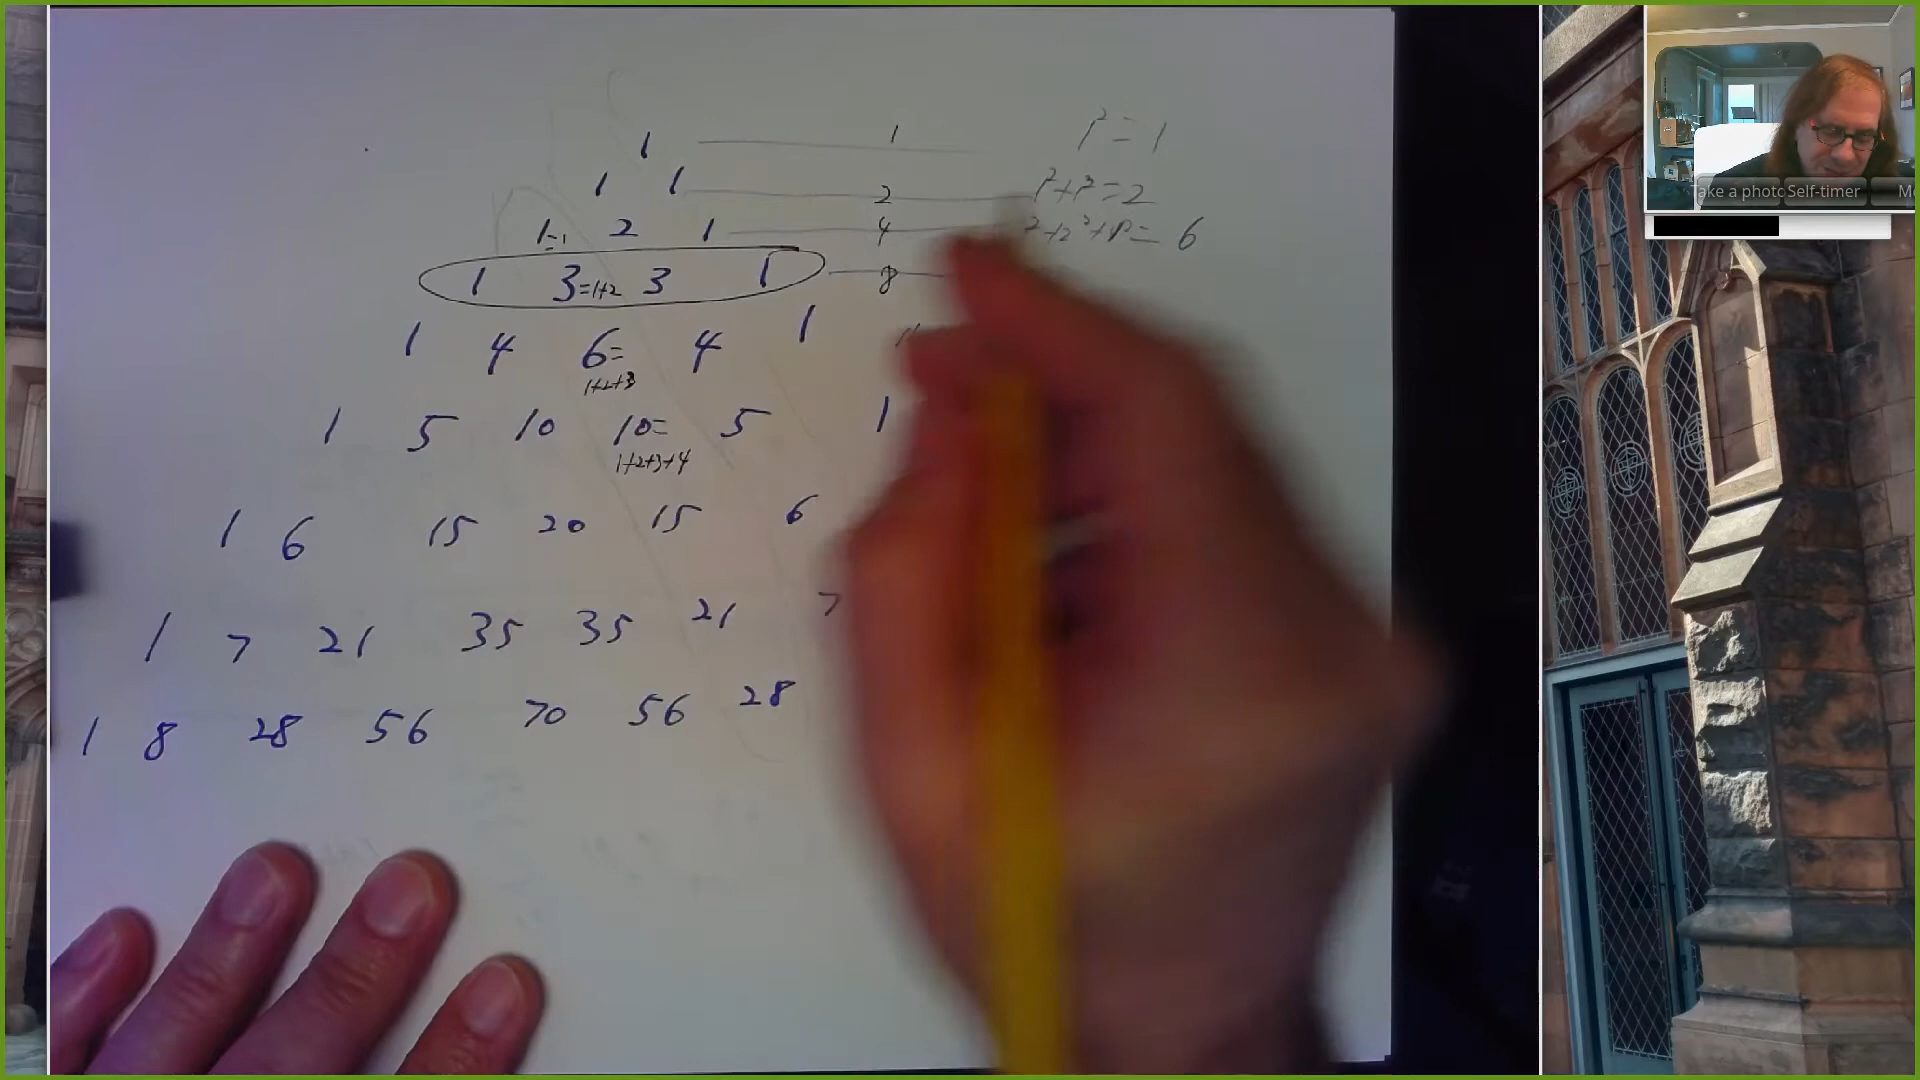 1 1 1² = 1
1 1 2 1²+1²=2
1=1 2 1 4 ²+2²+1²= 6
1 3=1+2 3 1 8
1 4 6= 4 1
1+2+3
1 5 10 10= 5 1
1+2+3+4
1 6 15 20 15 6
1 7 21 35 35 21 7
1 8 28 56 70 56 28
Take a photo Self-timer